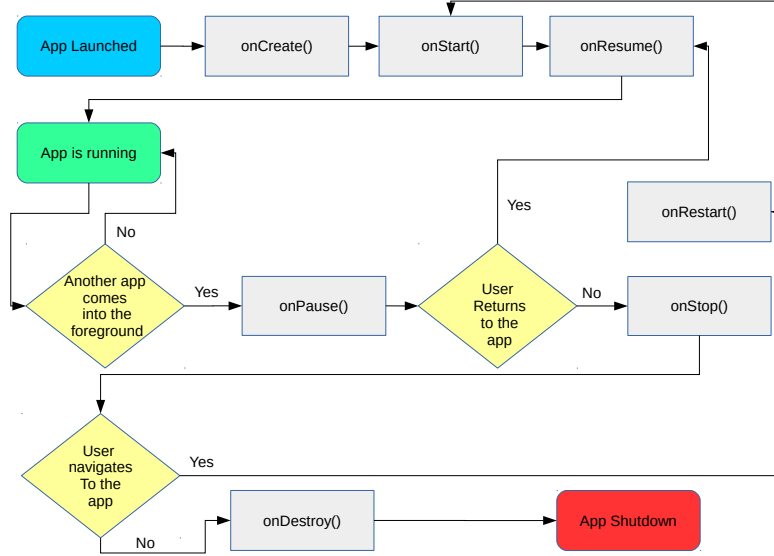 App Launched
onCreate()
onStart()
onResume()
App is running
No
Yes
onRestart()
Another app
comes
into the
foreground
Yes
onPause()
User
Returns
to the
app
No
onStop()
User
navigates
To the
app
Yes
No
onDestroy()
App Shutdown